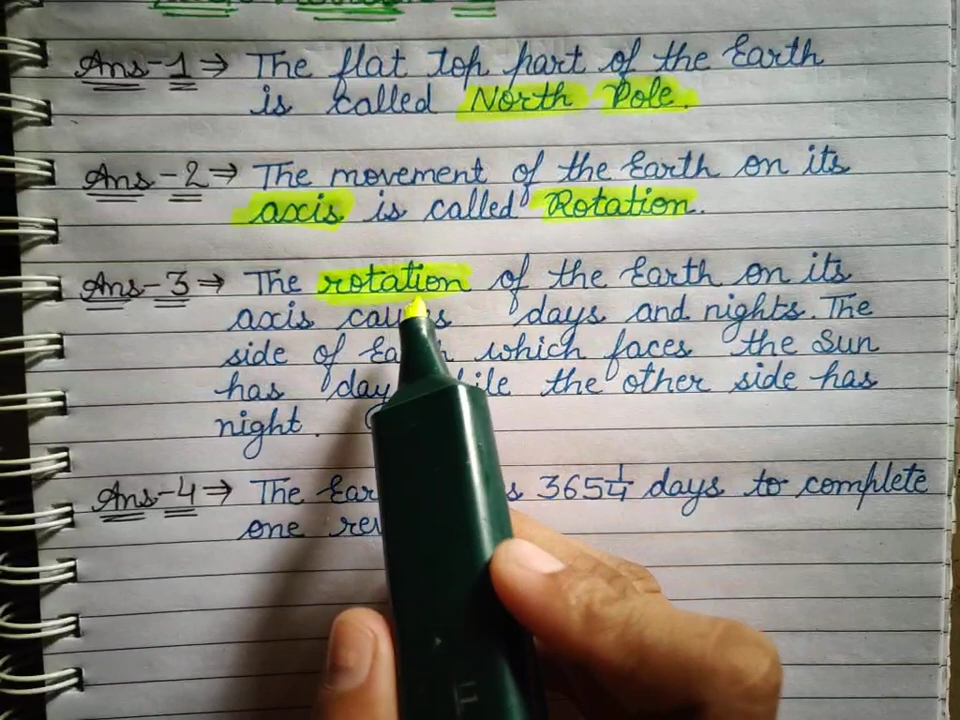 Ans-1⇒ The flat top part of the Earth
is called North Pole.
Ans-2⇒ The movement of the Earth on its
axis is called Rotation.
Ans-3⇒ The rotation of the Earth on its
axis days and nights. The
side of which faces the Sun
has day the other side has
night.
Ans-4⇒ The 365¼ days to complete
one